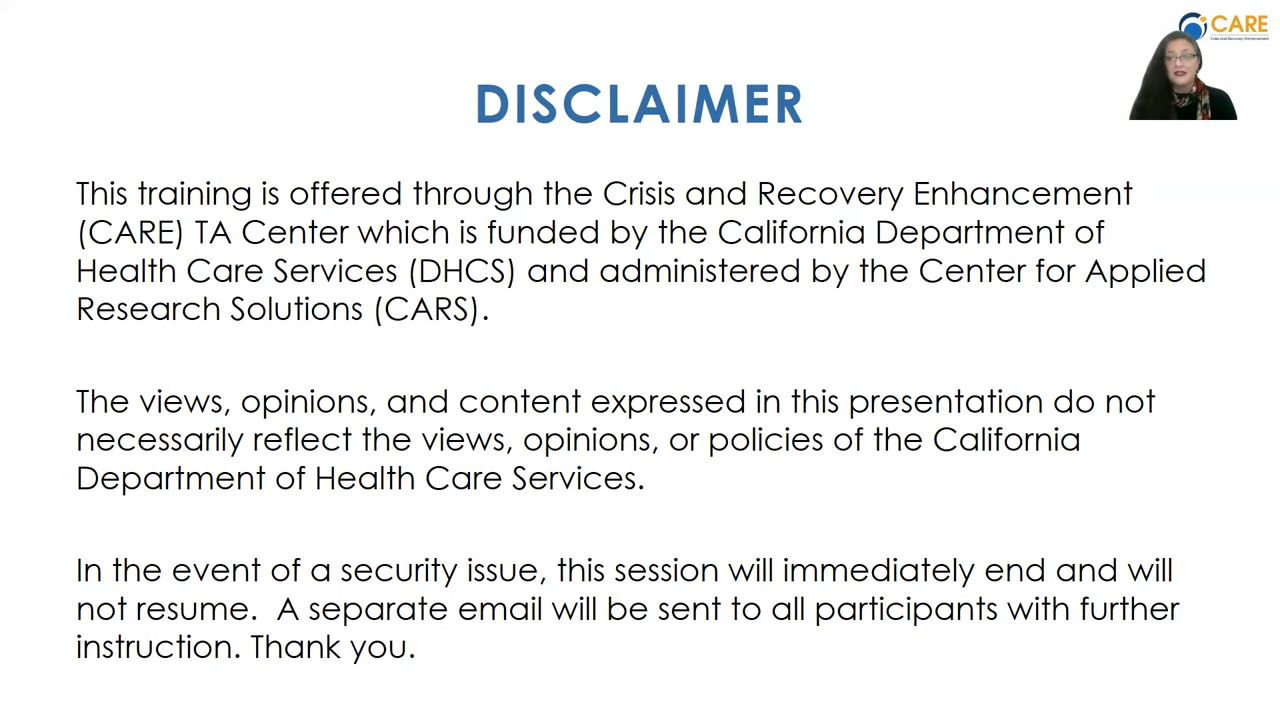 CARE
Crisis and Recovery Enhancement
DISCLAIMER
This training is offered through the Crisis and Recovery Enhancement
(CARE) TA Center which is funded by the California Department of
Health Care Services (DHCS) and administered by the Center for Applied
Research Solutions (CARS).
The views, opinions, and content expressed in this presentation do not
necessarily reflect the views, opinions, or policies of the California
Department of Health Care Services.
In the event of a security issue, this session will immediately end and will
not resume.  A separate email will be sent to all participants with further
instruction. Thank you.